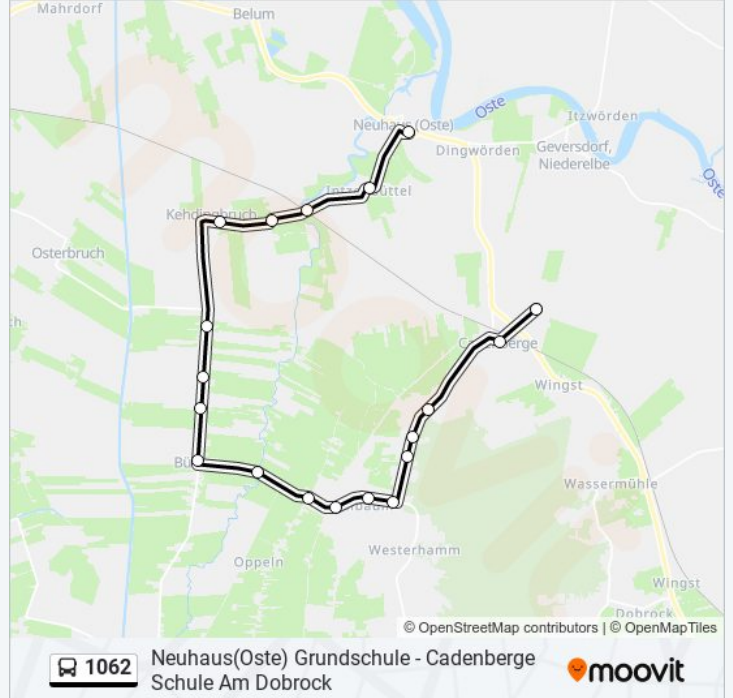 Mahrdorf
Belum
Oste
Neuhaus (Oste)
Itzwörden
Dingwörden
Geversdorf,
Niederelbe
Oste
Kehdingbruch
Osterbruch
Wingst
Wassermühle
Westerhamm
Oppeln
Wingst
Dobrock
© OpenStreetMap contributors | © OpenMapTiles
1062
Neuhaus(Oste) Grundschule - Cadenberge
Schule Am Dobrock
moovit